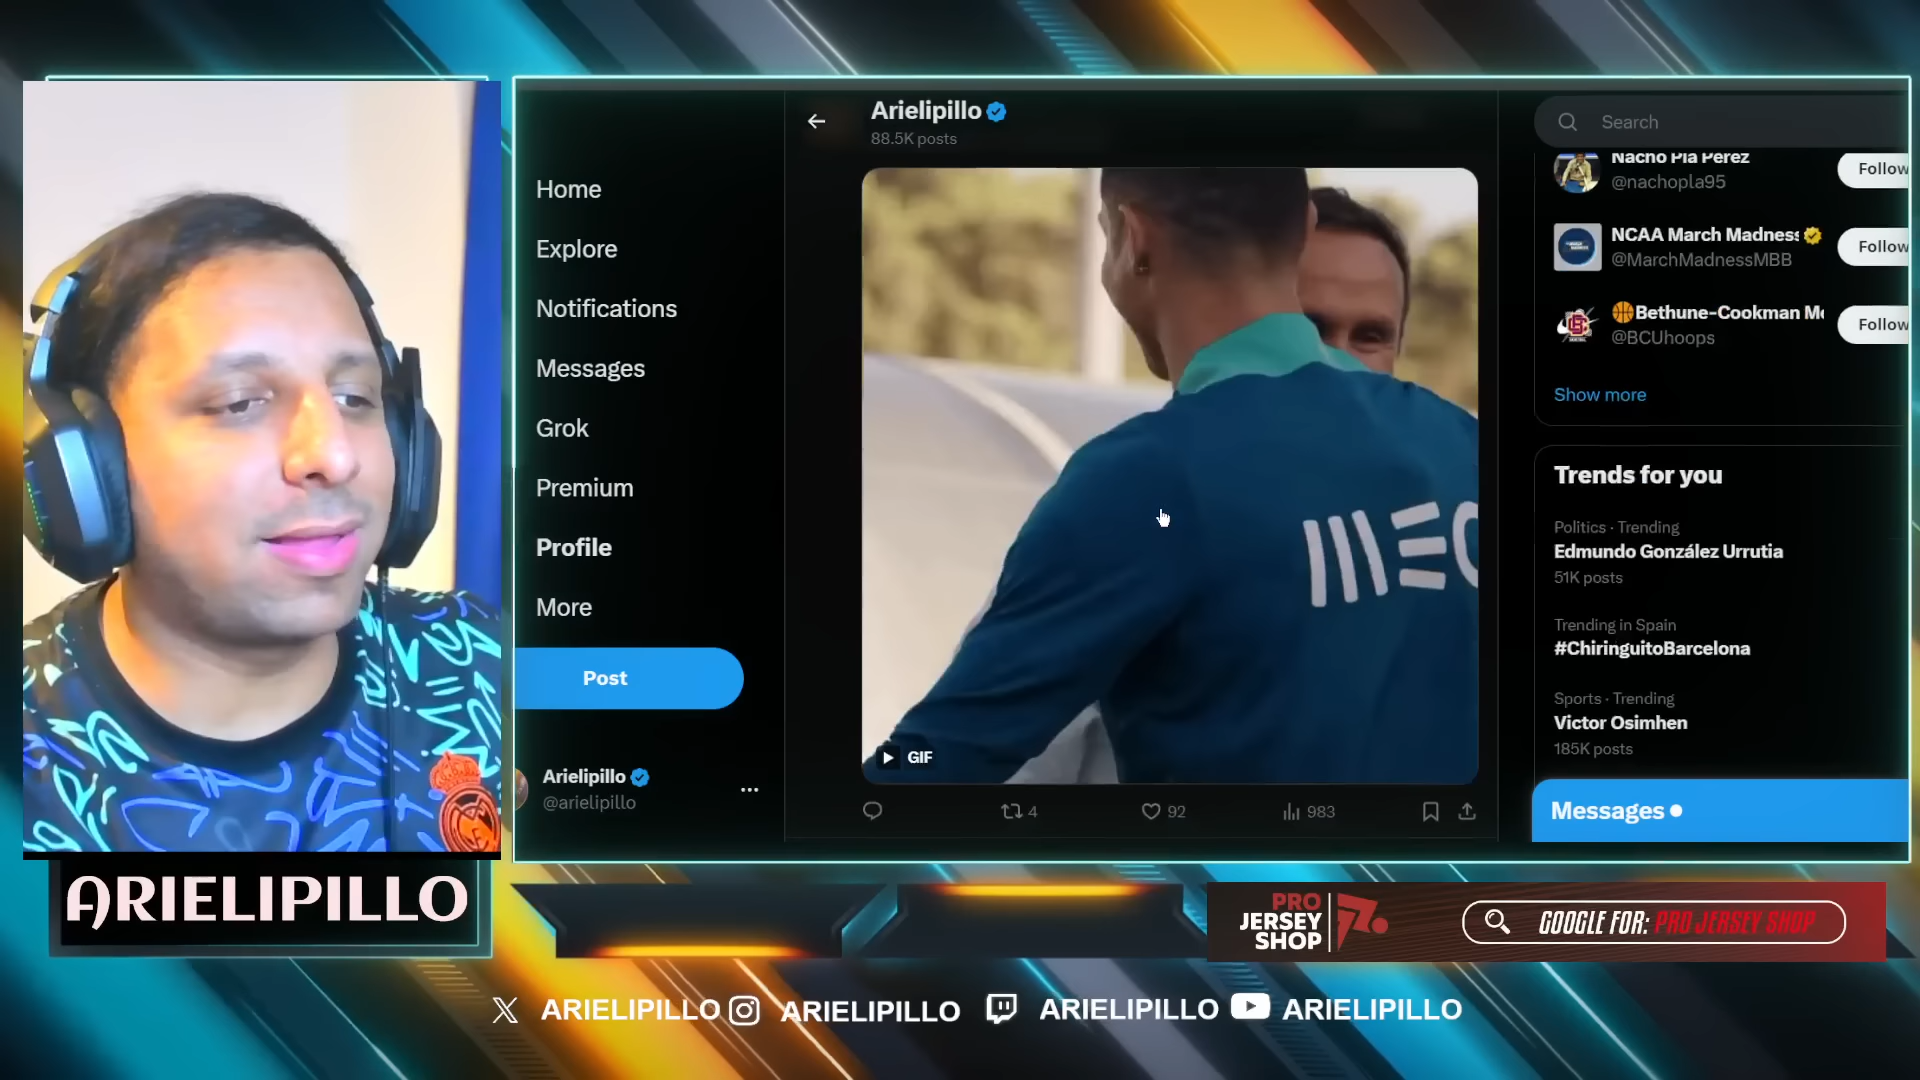 Home
Explore
Notifications
Messages
Grok
Premium
Profile
More
Post
Arielipillo
@arielipillo
Arielipillo
88.5K posts
MEO
GIF
4
92
983
Search
Nacho Pla Perez
@nachopla95
Follow
NCAA March Madness
@MarchMadnessMBB
Follow
Bethune-Cookman Me
@BCUhoops
Follow
Show more
Trends for you
Politics · Trending
Edmundo González Urrutia
51K posts
Trending in Spain
#ChiringuitoBarcelona
Sports · Trending
Victor Osimhen
185K posts
Messages
ARIELIPILLO
PRO
JERSEY
SHOP
GOOGLE FOR: PRO JERSEY SHOP
ARIELIPILLO
ARIELIPILLO
ARIELIPILLO
ARIELIPILLO